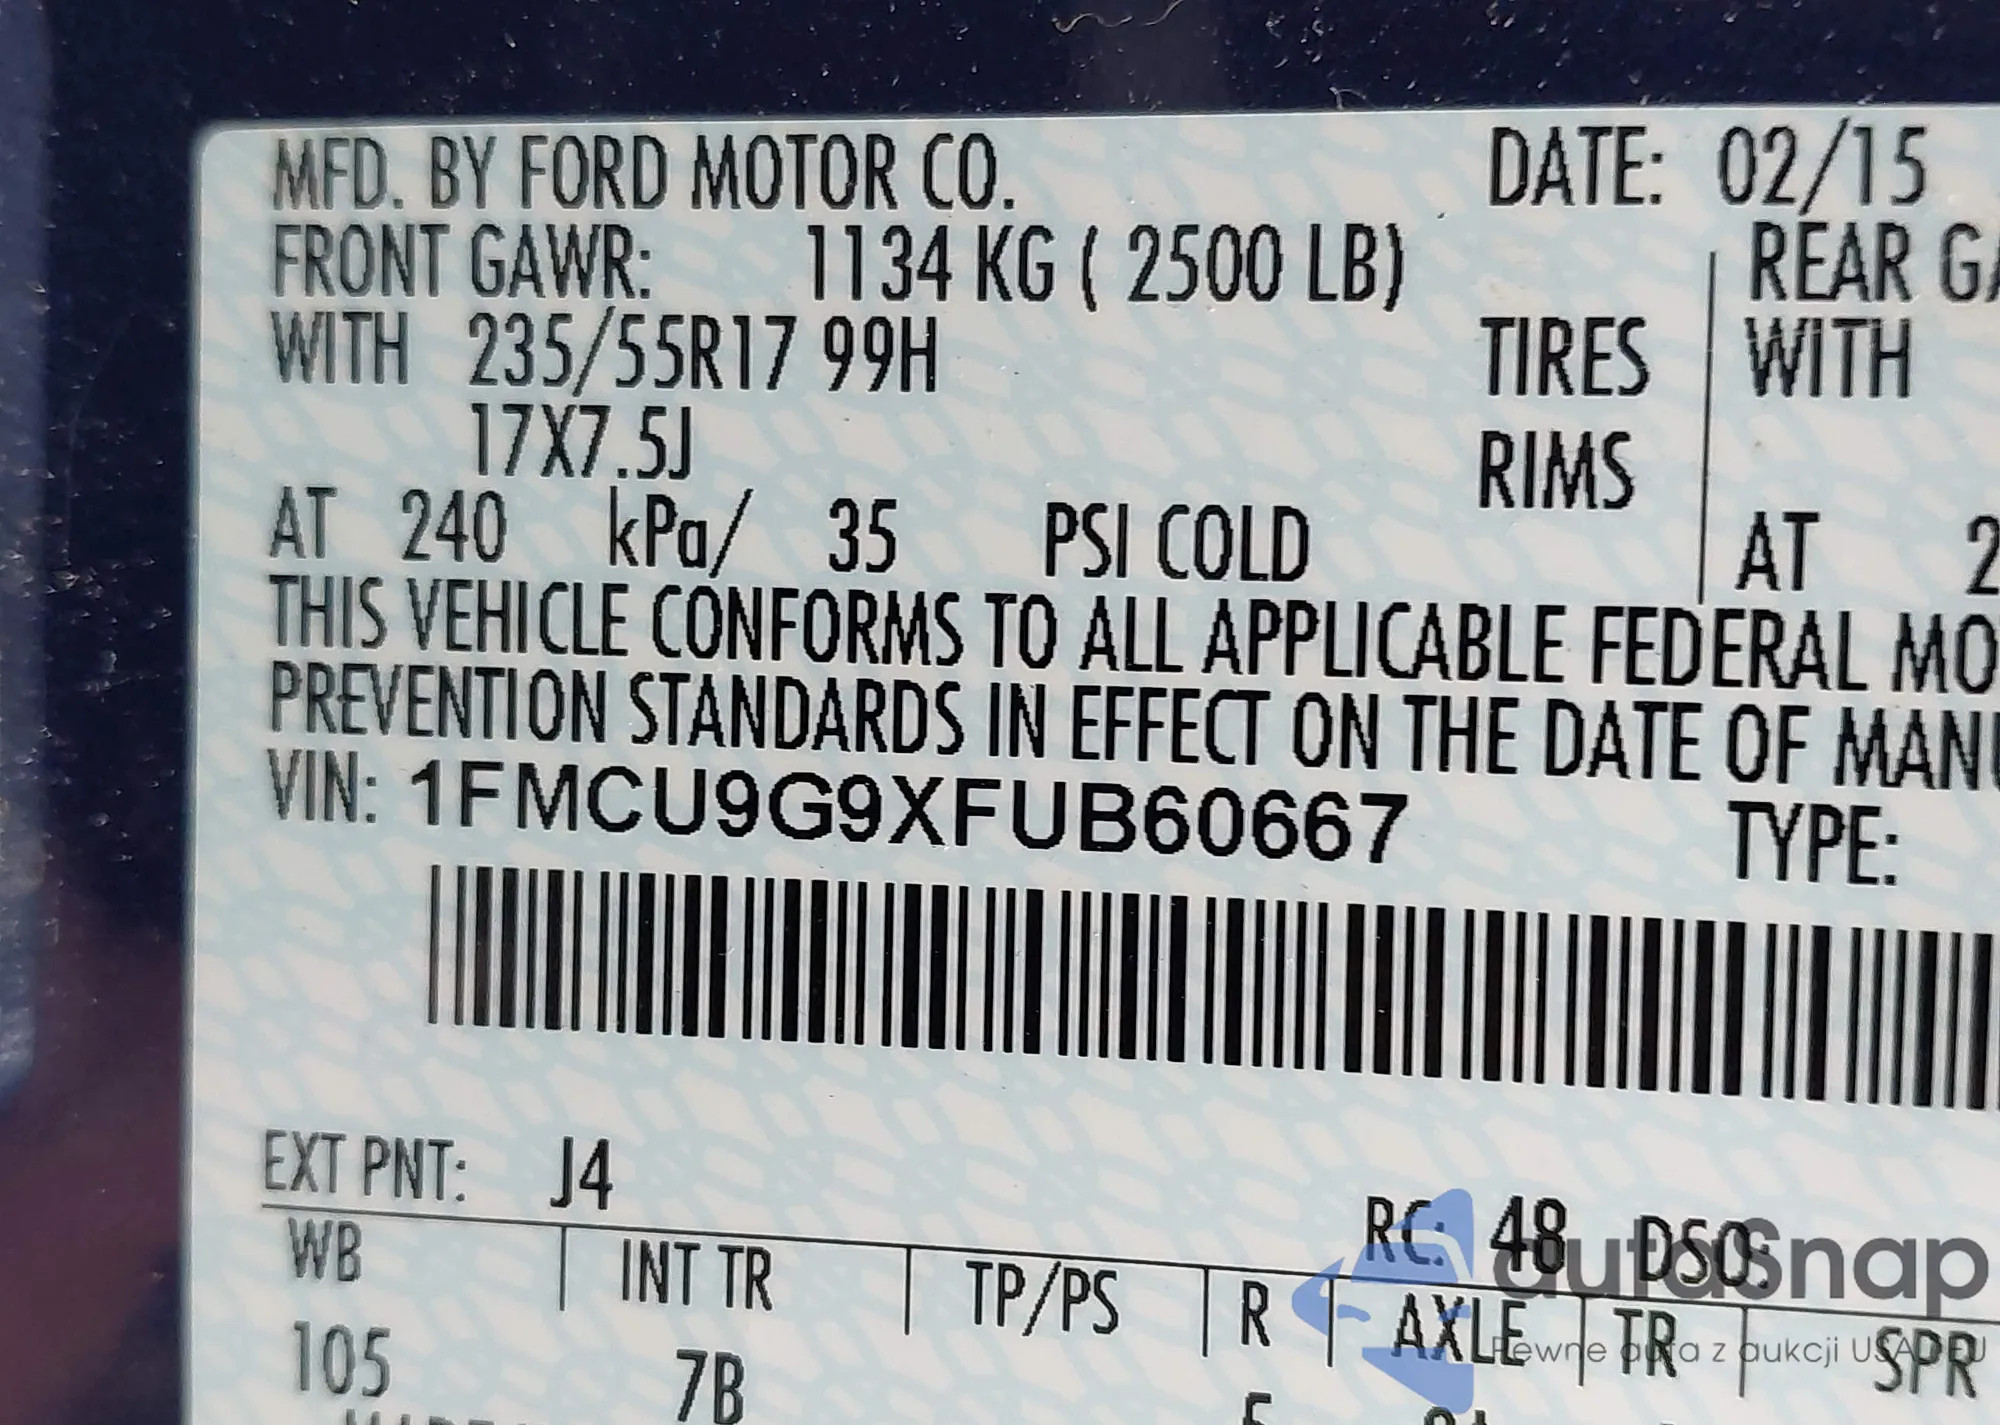 MFD. BY FORD MOTOR CO. DATE: 02/15
FRONT GAWR: 1134 KG ( 2500 LB) REAR GA
WITH 235/55R17 99H TIRES WITH
17X7.5J RIMS
AT 240 kPa/ 35 PSI COLD AT 2
THIS VEHICLE CONFORMS TO ALL APPLICABLE FEDERAL MO
PREVENTION STANDARDS IN EFFECT ON THE DATE OF MANU
VIN: 1FMCU9G9XFUB60667 TYPE:
EXT PNT: J4 RC: 48 DSO:
WB INT TR TP/PS R AXLE TR SPR
105 7B
autoSnap
Pewne auta z aukcji USA i EU